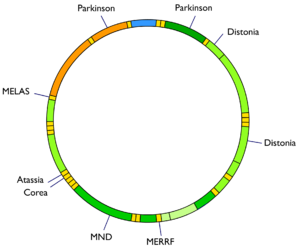 Parkinson
Parkinson
Distonia
MELAS
Distonia
Atassia
Corea
MND
MERRF